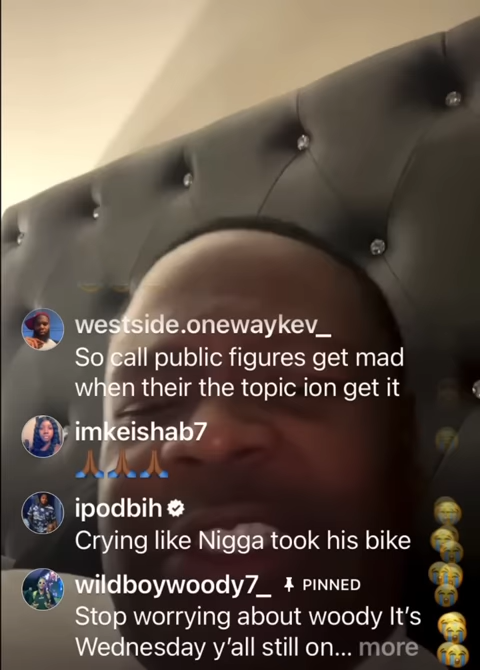 westside.onewaykev_
So call public figures get mad
when their the topic ion get it
imkeishab7
🙏🏾🙏🏾🙏🏾
ipodbih
Crying like Nigga took his bike
wildboywoody7_ PINNED
Stop worrying about woody It's
Wednesday y'all still on... more